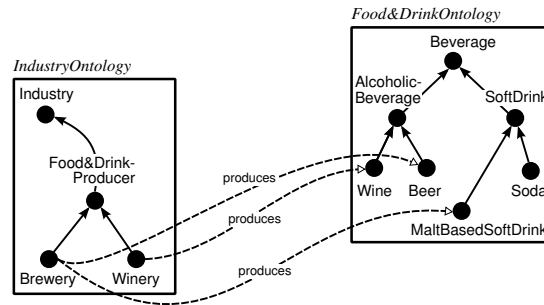 IndustryOntology
Industry
Food&Drink-
Producer
Brewery
Winery
produces
produces
produces
Food&DrinkOntology
Beverage
Alcoholic-
Beverage
SoftDrink
Wine
Beer
Soda
MaltBasedSoftDrink